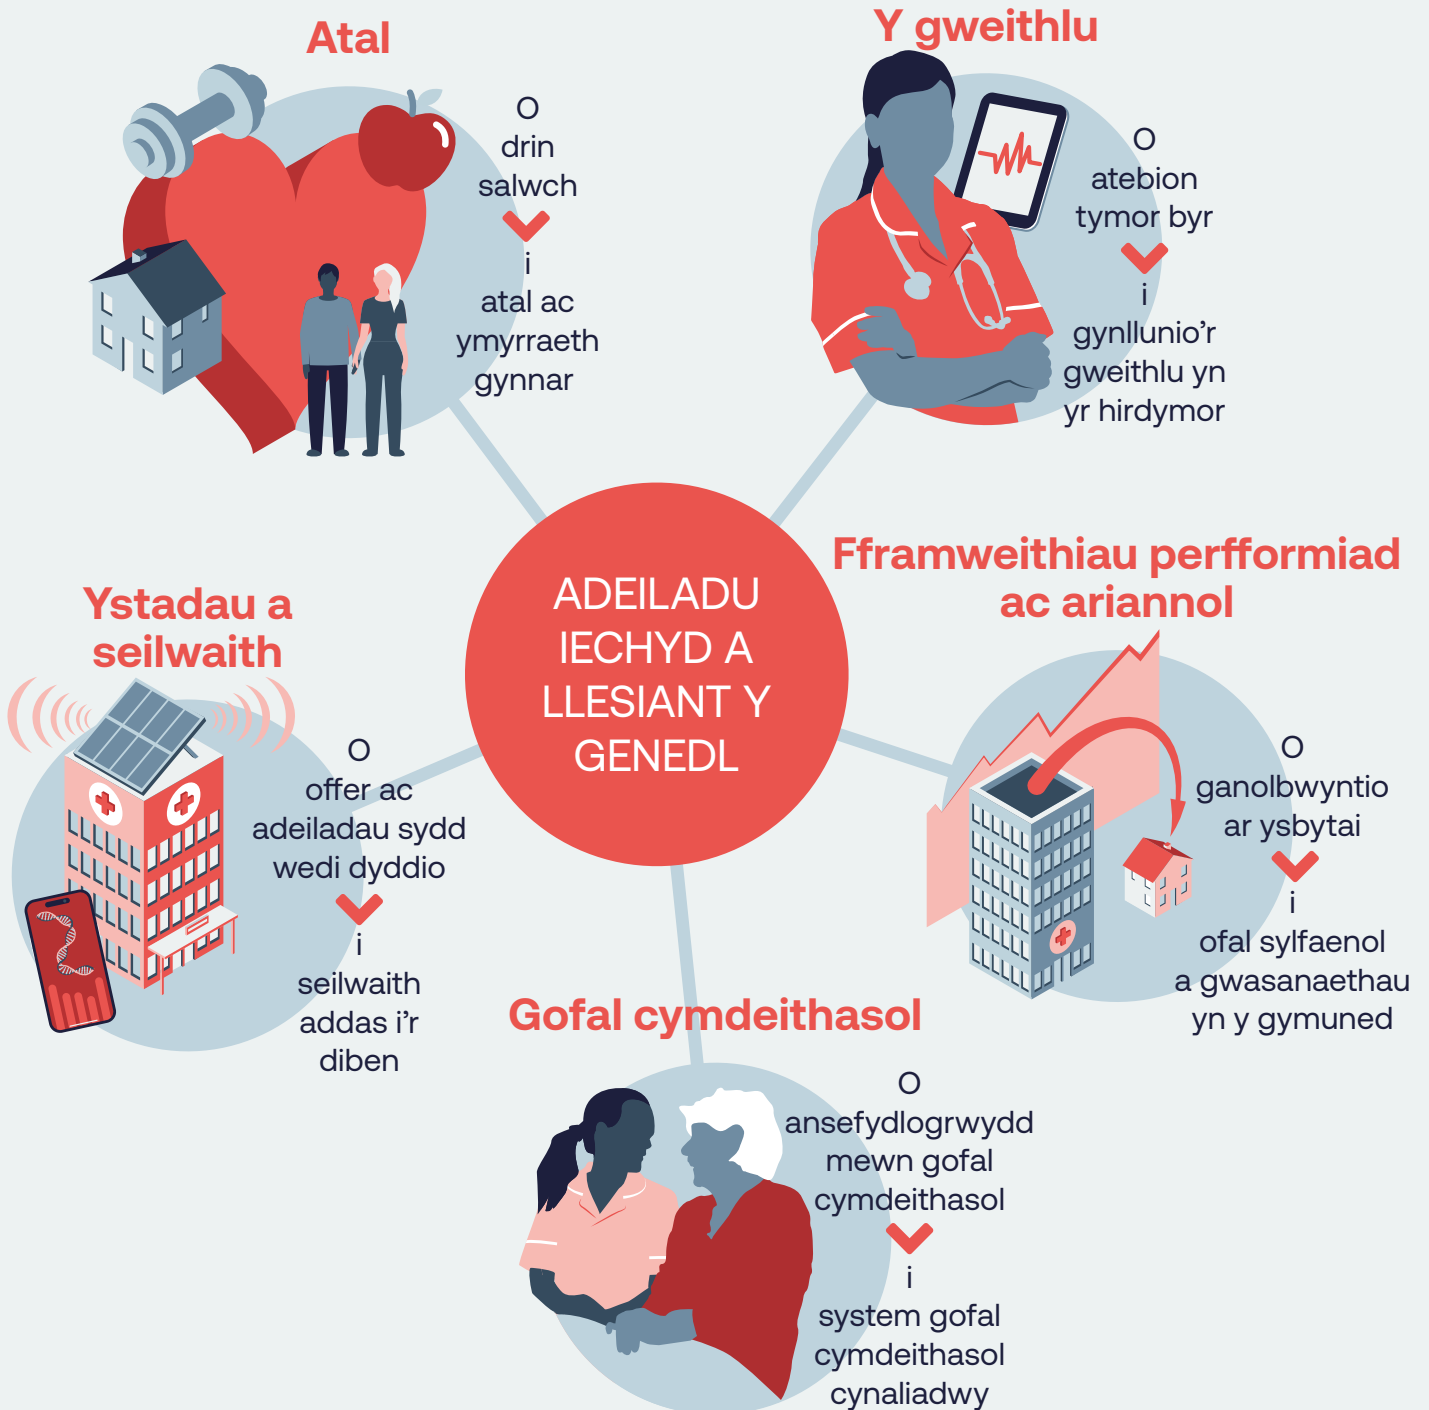 Atal
O
drin
salwch
i
atal ac
ymyrraeth
gynnar
Y gweithlu
O
atebion
tymor byr
i
gynllunio’r
gweithlu yn
yr hirdymor
ADEILADU
IECHYD A
LLESIANT Y
GENEDL
Ystadau a
seilwaith
O
offer ac
adeiladau sydd
wedi dyddio
i
seilwaith
addas i’r
diben
Fframweithiau perfformiad
ac ariannol
O
ganolbwyntio
ar ysbytai
i
ofal sylfaenol
a gwasanaethau
yn y gymuned
Gofal cymdeithasol
O
ansefydlogrwydd
mewn gofal
cymdeithasol
i
system gofal
cymdeithasol
cynaliadwy